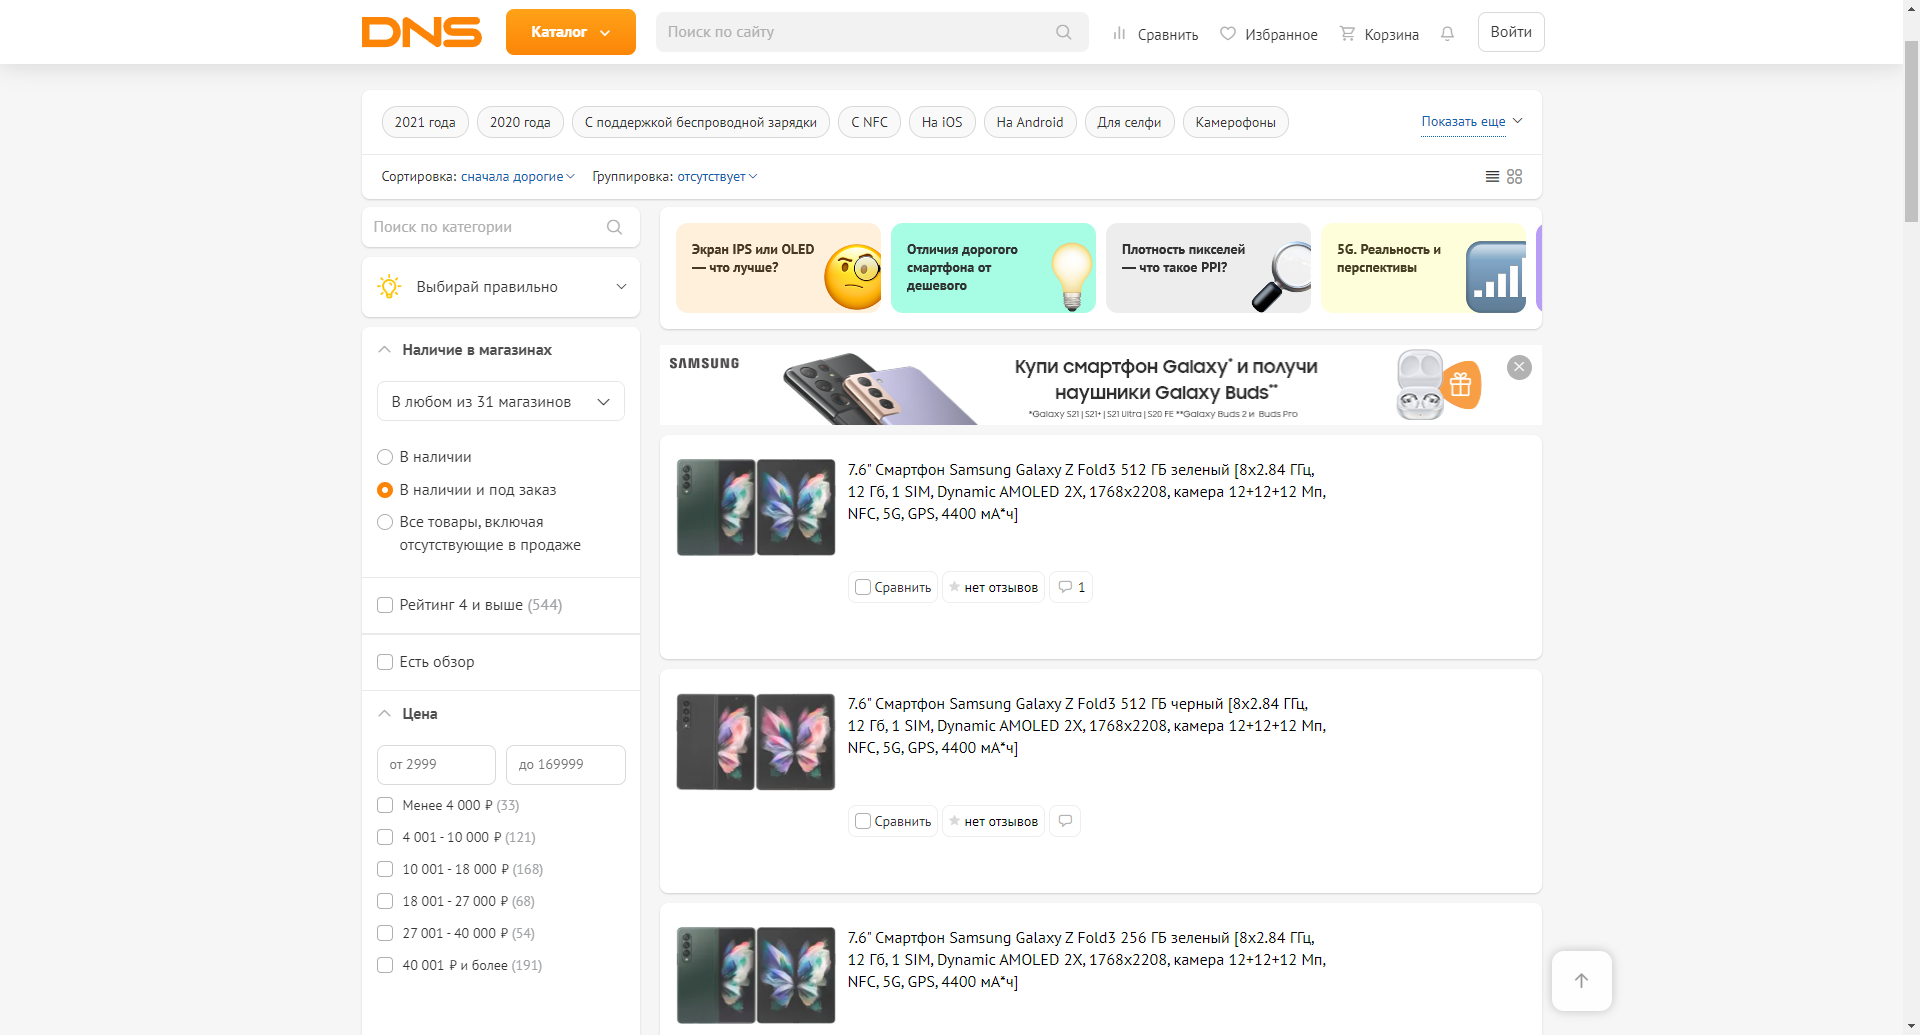 DNS
Каталог
Поиск по сайту
Сравнить
Избранное
Корзина
Войти
2021 года
2020 года
С поддержкой беспроводной зарядки
С NFC
На iOS
На Android
Для селфи
Камерофоны
Показать еще
Сортировка: сначала дорогие
Группировка: отсутствует
Поиск по категории
Выбирай правильно
Наличие в магазинах
В любом из 31 магазинов
В наличии
В наличии и под заказ
Все товары, включая
отсутствующие в продаже
Рейтинг 4 и выше (544)
Есть обзор
Цена
от 2999
до 169999
Менее 4 000 ₽ (33)
4 001 - 10 000 ₽ (121)
10 001 - 18 000 ₽ (168)
18 001 - 27 000 ₽ (68)
27 001 - 40 000 ₽ (54)
40 001 ₽ и более (191)
Экран IPS или OLED
— что лучше?
Отличия дорогого
смартфона от
дешевого
Плотность пикселей
— что такое PPI?
5G. Реальность и
перспективы
SAMSUNG
Купи смартфон Galaxy* и получи
наушники Galaxy Buds**
*Galaxy S21 | S21+ | S21 Ultra | S20 FE **Galaxy Buds 2 и Buds Pro
7.6" Смартфон Samsung Galaxy Z Fold3 512 ГБ зеленый [8x2.84 ГГц,
12 Гб, 1 SIM, Dynamic AMOLED 2X, 1768x2208, камера 12+12+12 Мп,
NFC, 5G, GPS, 4400 мА*ч]
Сравнить
нет отзывов
1
7.6" Смартфон Samsung Galaxy Z Fold3 512 ГБ черный [8x2.84 ГГц,
12 Гб, 1 SIM, Dynamic AMOLED 2X, 1768x2208, камера 12+12+12 Мп,
NFC, 5G, GPS, 4400 мА*ч]
Сравнить
нет отзывов
7.6" Смартфон Samsung Galaxy Z Fold3 256 ГБ зеленый [8x2.84 ГГц,
12 Гб, 1 SIM, Dynamic AMOLED 2X, 1768x2208, камера 12+12+12 Мп,
NFC, 5G, GPS, 4400 мА*ч]